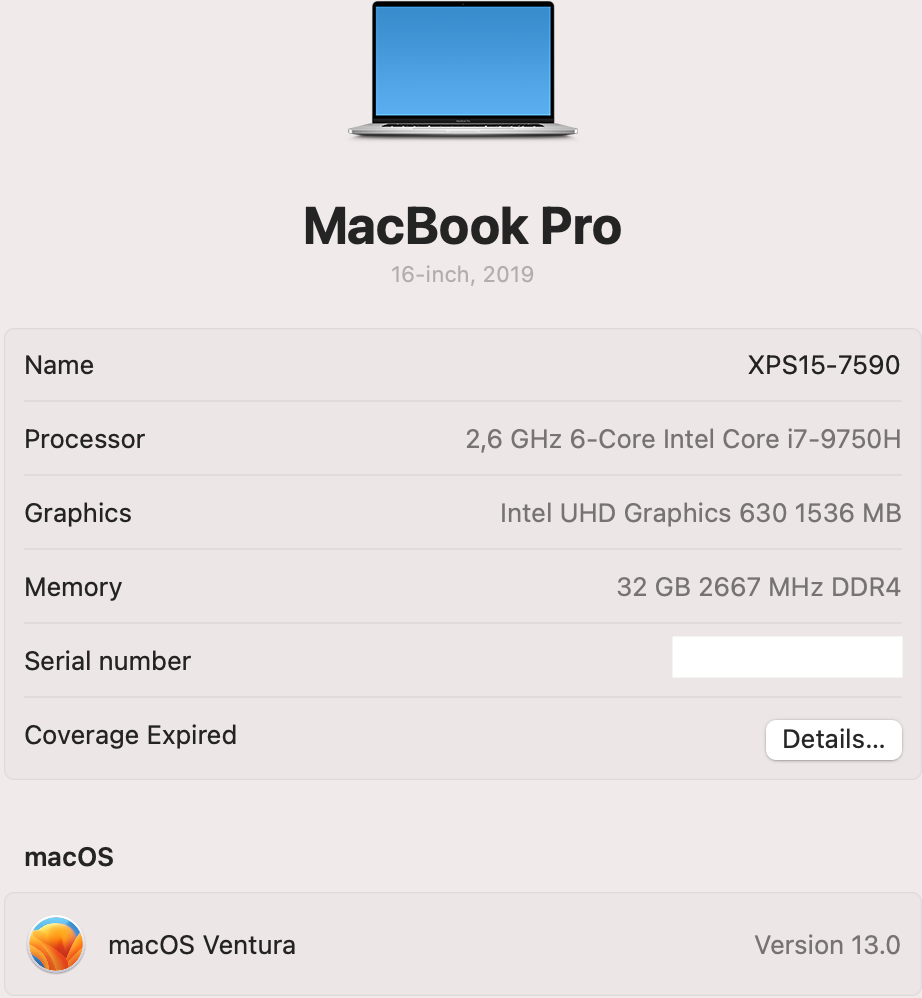 MacBook Pro
16-inch, 2019
Name XPS15-7590
Processor 2,6 GHz 6-Core Intel Core i7-9750H
Graphics Intel UHD Graphics 630 1536 MB
Memory 32 GB 2667 MHz DDR4
Serial number
Coverage Expired Details...
macOS
macOS Ventura Version 13.0